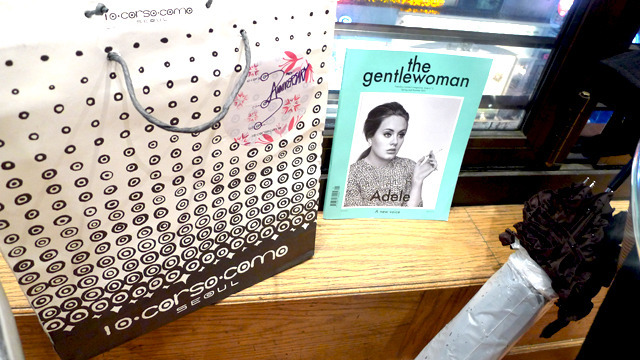 10·corso·como
SEOUL
the
gentlewoman
Adele
A new voice
10·corso·como
SEOUL